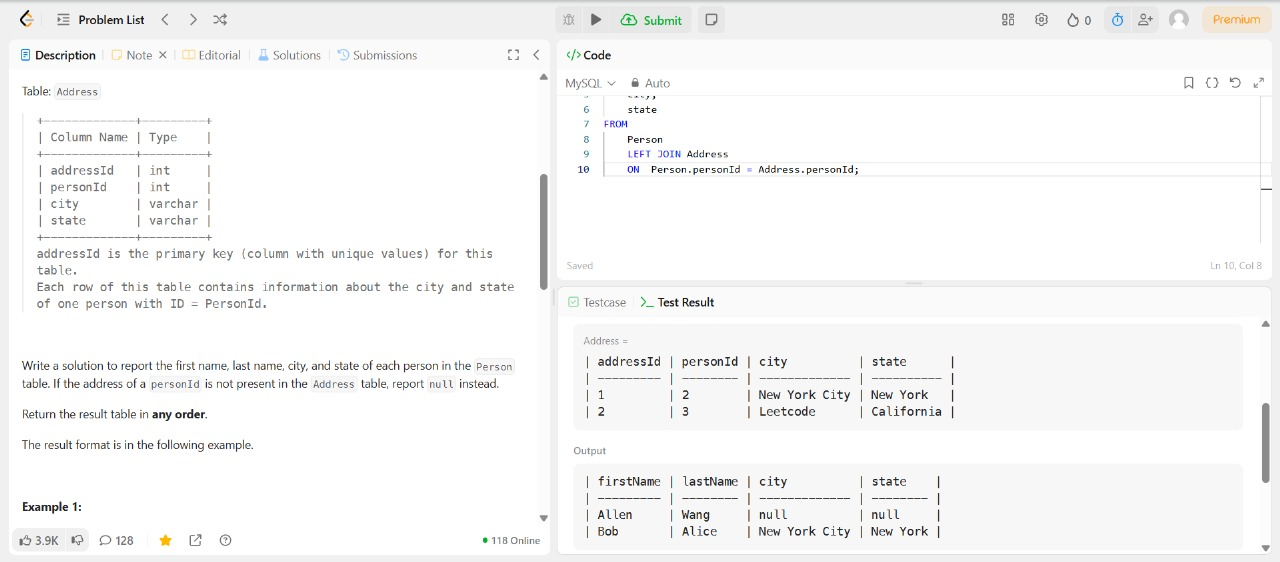 Problem List
Submit
0
Premium
Description
Note
Editorial
Solutions
Submissions
Table: Address
+-------------+---------+
| Column Name | Type    |
+-------------+---------+
| addressId   | int     |
| personId    | int     |
| city        | varchar |
| state       | varchar |
+-------------+---------+
addressId is the primary key (column with unique values) for this
table.
Each row of this table contains information about the city and state
of one person with ID = PersonId.
Write a solution to report the first name, last name, city, and state of each person in the Person
table. If the address of a personId is not present in the Address table, report null instead.
Return the result table in any order.
The result format is in the following example.
Example 1:
3.9K
128
118 Online
</> Code
MySQL
Auto
5 city,
6 state
7 FROM
8 Person
9 LEFT JOIN Address
10 ON  Person.personId = Address.personId;
Saved
Ln 10, Col 8
Testcase
>_ Test Result
Address =
| addressId | personId | city          | state      |
| --------- | -------- | ------------- | ---------- |
| 1         | 2        | New York City | New York   |
| 2         | 3        | Leetcode      | California |
Output
| firstName | lastName | city          | state    |
| --------- | -------- | ------------- | -------- |
| Allen     | Wang     | null          | null     |
| Bob       | Alice    | New York City | New York |